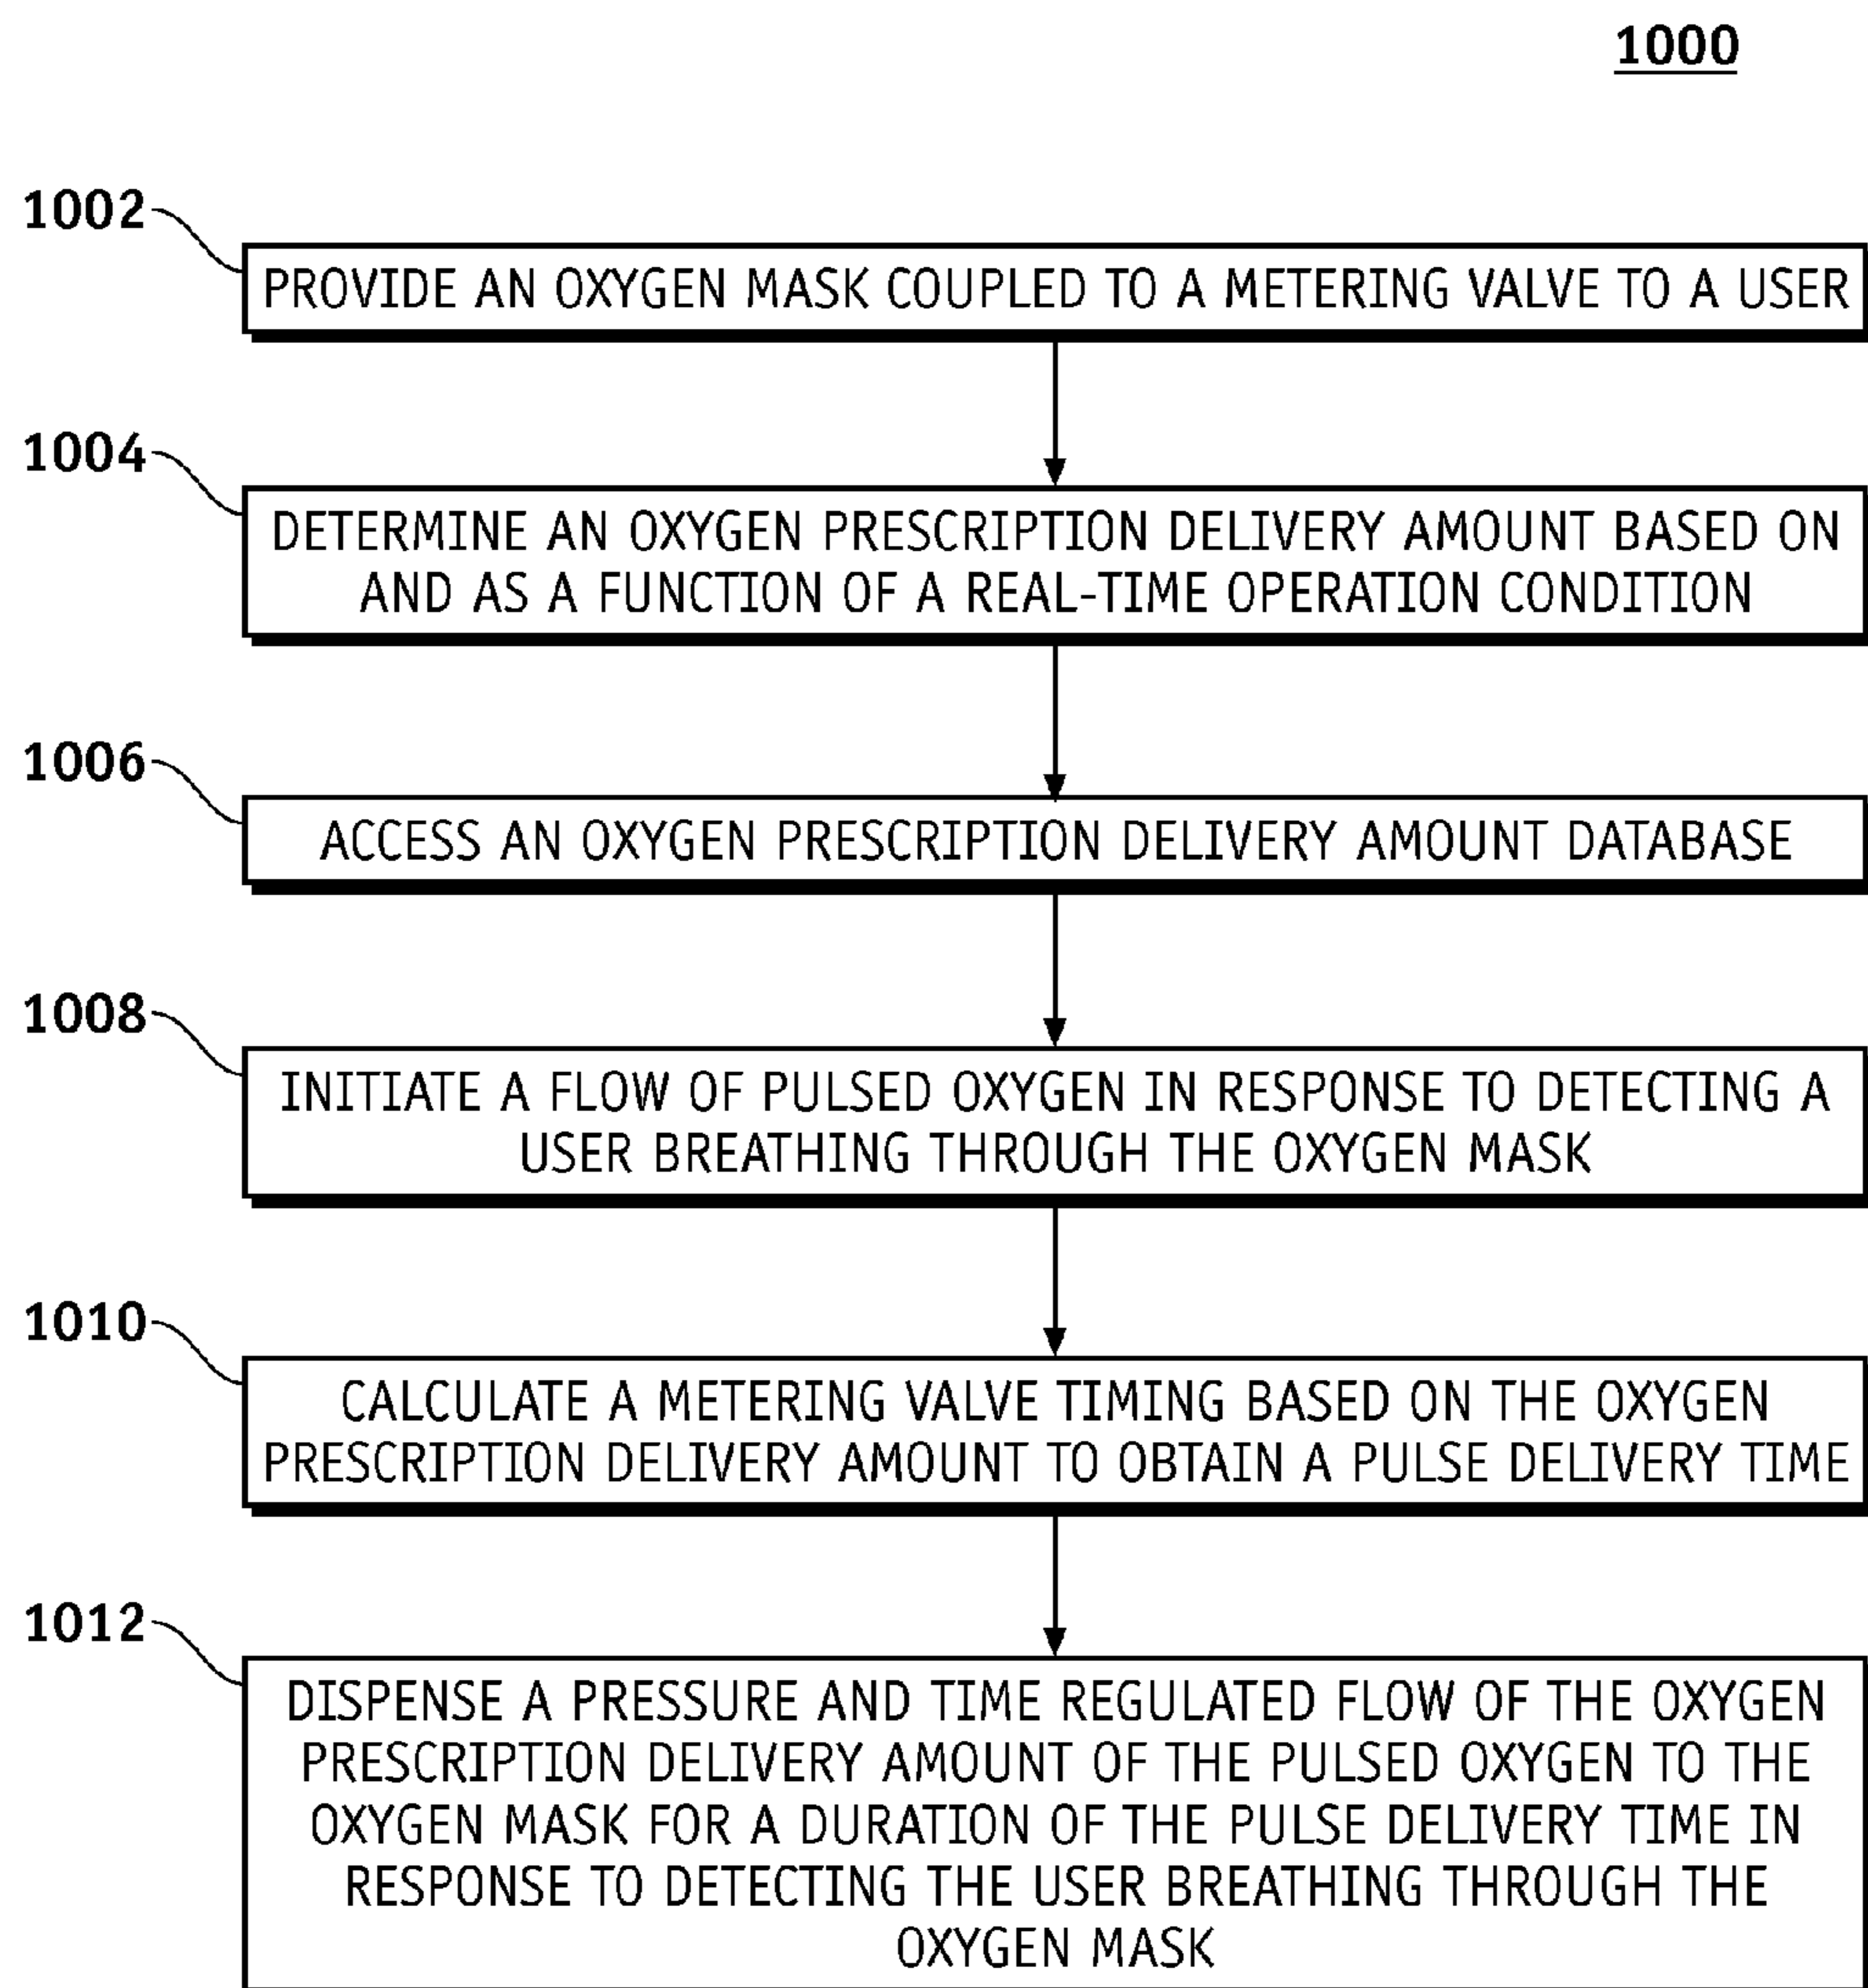 1000
1002
PROVIDE AN OXYGEN MASK COUPLED TO A METERING VALVE TO A USER
1004
DETERMINE AN OXYGEN PRESCRIPTION DELIVERY AMOUNT BASED ON
AND AS A FUNCTION OF A REAL-TIME OPERATION CONDITION
1006
ACCESS AN OXYGEN PRESCRIPTION DELIVERY AMOUNT DATABASE
1008
INITIATE A FLOW OF PULSED OXYGEN IN RESPONSE TO DETECTING A
USER BREATHING THROUGH THE OXYGEN MASK
1010
CALCULATE A METERING VALVE TIMING BASED ON THE OXYGEN
PRESCRIPTION DELIVERY AMOUNT TO OBTAIN A PULSE DELIVERY TIME
1012
DISPENSE A PRESSURE AND TIME REGULATED FLOW OF THE OXYGEN
PRESCRIPTION DELIVERY AMOUNT OF THE PULSED OXYGEN TO THE
OXYGEN MASK FOR A DURATION OF THE PULSE DELIVERY TIME IN
RESPONSE TO DETECTING THE USER BREATHING THROUGH THE
OXYGEN MASK